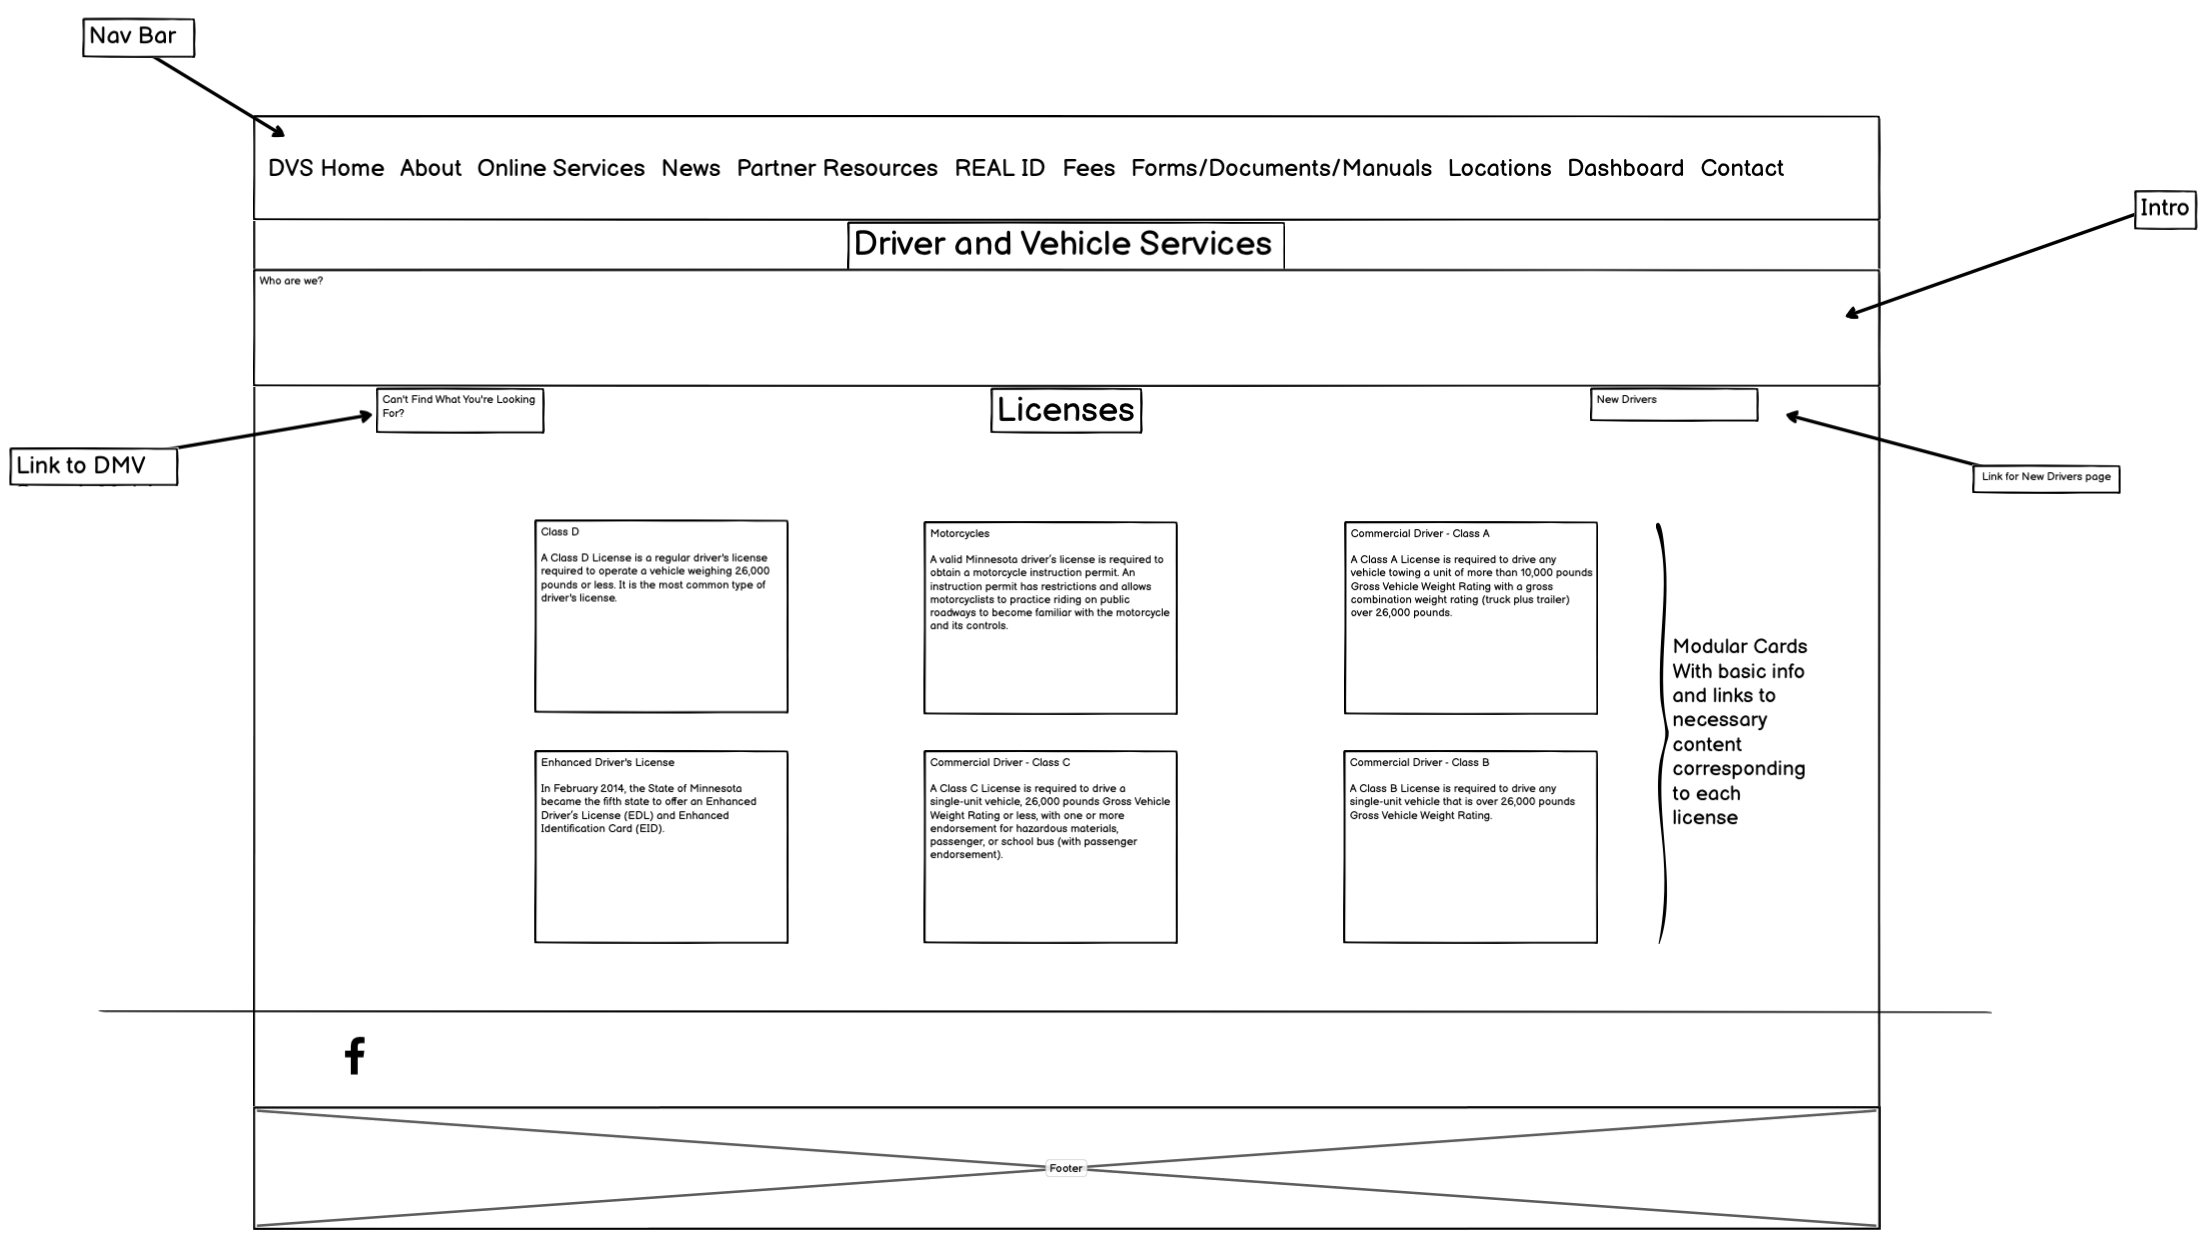 Nav Bar
DVS Home About Online Services News Partner Resources REAL ID Fees Forms/Documents/Manuals Locations Dashboard Contact
Intro
Driver and Vehicle Services
Who are we?
Can't Find What You're Looking
For?
Licenses
New Drivers
Link to DMV
Link for New Drivers page
Class D
A Class D License is a regular driver's license
required to operate a vehicle weighing 26,000
pounds or less. It is the most common type of
driver's license.
Motorcycles
A valid Minnesota driver's license is required to
obtain a motorcycle instruction permit. An
instruction permit has restrictions and allows
motorcyclists to practice riding on public
roadways to become familiar with the motorcycle
and its controls.
Commercial Driver - Class A
A Class A License is required to drive any
vehicle towing a unit of more than 10,000 pounds
Gross Vehicle Weight Rating with a gross
combination weight rating (truck plus trailer)
over 26,000 pounds.
Modular Cards
With basic info
and links to
necessary
content
corresponding
to each
license
Enhanced Driver's License
In February 2014, the State of Minnesota
became the fifth state to offer an Enhanced
Driver's License (EDL) and Enhanced
Identification Card (EID).
Commercial Driver - Class C
A Class C License is required to drive a
single-unit vehicle, 26,000 pounds Gross Vehicle
Weight Rating or less, with one or more
endorsement for hazardous materials,
passenger, or school bus (with passenger
endorsement).
Commercial Driver - Class B
A Class B License is required to drive any
single-unit vehicle that is over 26,000 pounds
Gross Vehicle Weight Rating.
Footer